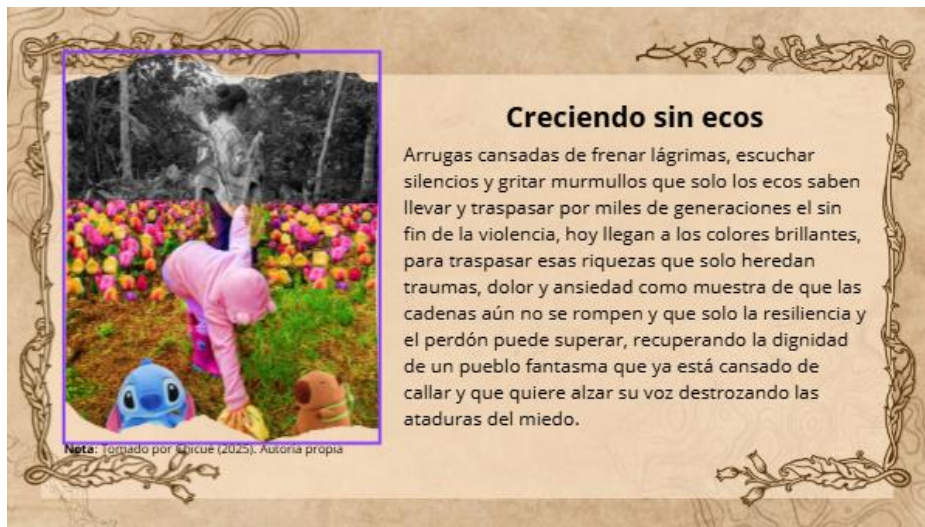 Creciendo sin ecos
Arrugas cansadas de frenar lágrimas, escuchar
silencios y gritar murmullos que solo los ecos saben
llevar y traspasar por miles de generaciones el sin
fin de la violencia, hoy llegan a los colores brillantes,
para traspasar esas riquezas que solo heredan
traumas, dolor y ansiedad como muestra de que las
cadenas aún no se rompen y que solo la resiliencia y
el perdón puede superar, recuperando la dignidad
de un pueblo fantasma que ya está cansado de
callar y que quiere alzar su voz destrozando las
ataduras del miedo.
Nota: Tomado por Chicué (2025). Autoría propia